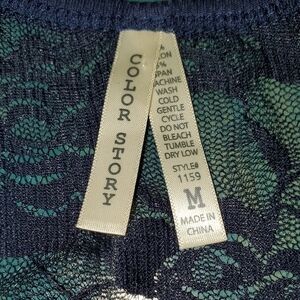 COLOR STORY
%
ON
%
SPAN
ACHINE
WASH
COLD
GENTLE
CYCLE
DO NOT
BLEACH
TUMBLE
DRY LOW
STYLE#
1159
M
MADE IN
CHINA